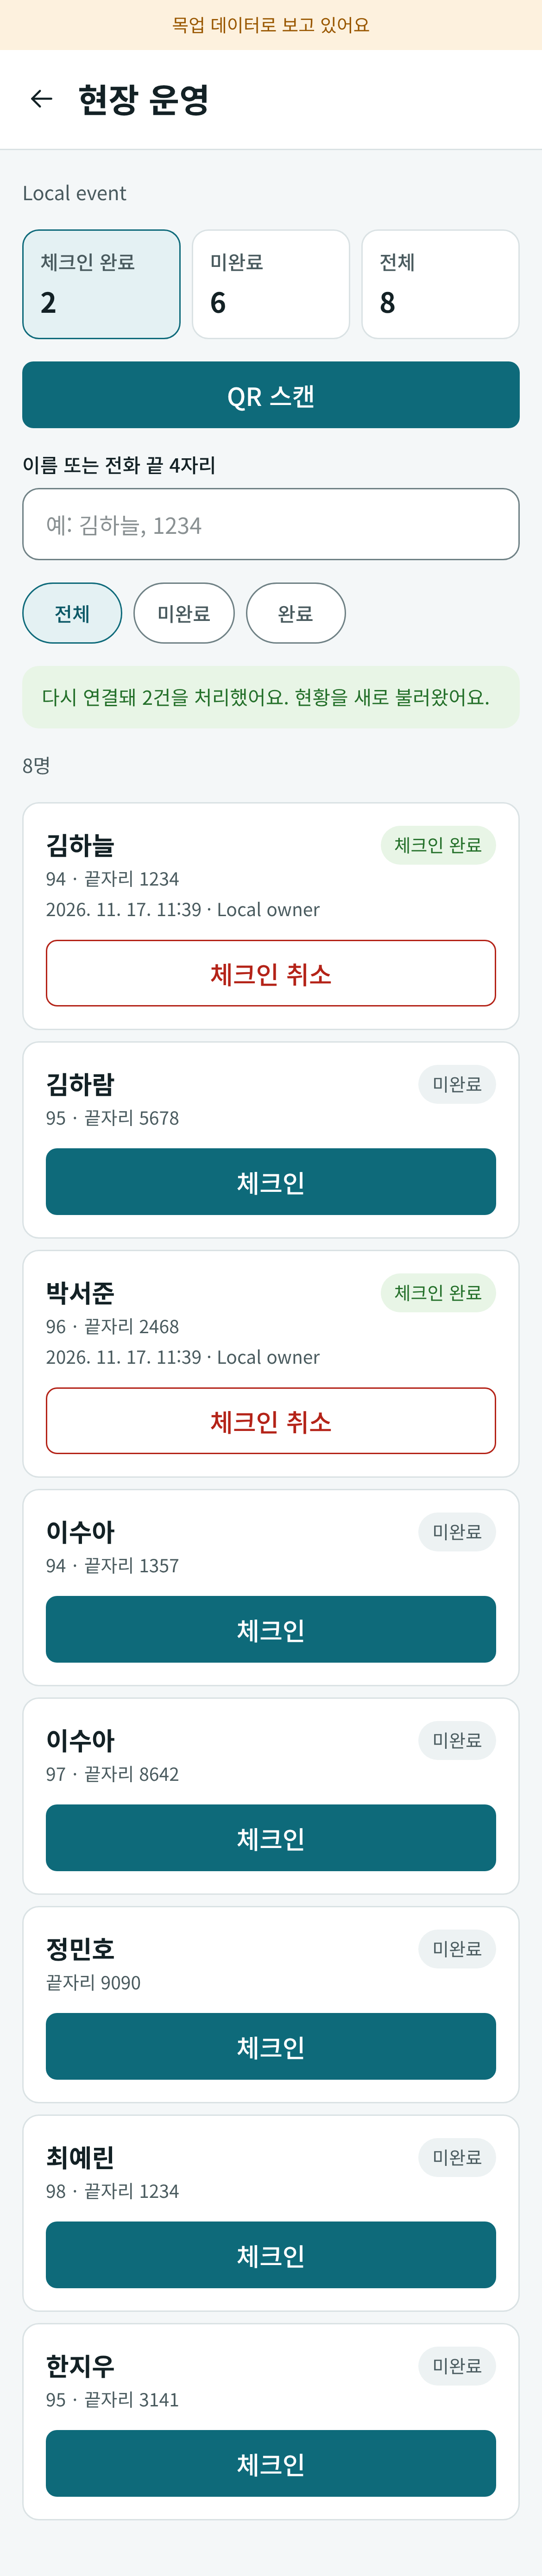 목업 데이터로 보고 있어요
현장 운영
Local event
체크인 완료
2
미완료
6
전체
8
QR 스캔
이름 또는 전화 끝 4자리
예: 김하늘, 1234
전체
미완료
완료
다시 연결돼 2건을 처리했어요. 현황을 새로 불러왔어요.
8명
김하늘
체크인 완료
94 · 끝자리 1234
2026. 11. 17. 11:39 · Local owner
체크인 취소
김하람
미완료
95 · 끝자리 5678
체크인
박서준
체크인 완료
96 · 끝자리 2468
2026. 11. 17. 11:39 · Local owner
체크인 취소
이수아
미완료
94 · 끝자리 1357
체크인
이수아
미완료
97 · 끝자리 8642
체크인
정민호
미완료
끝자리 9090
체크인
최예린
미완료
98 · 끝자리 1234
체크인
한지우
미완료
95 · 끝자리 3141
체크인